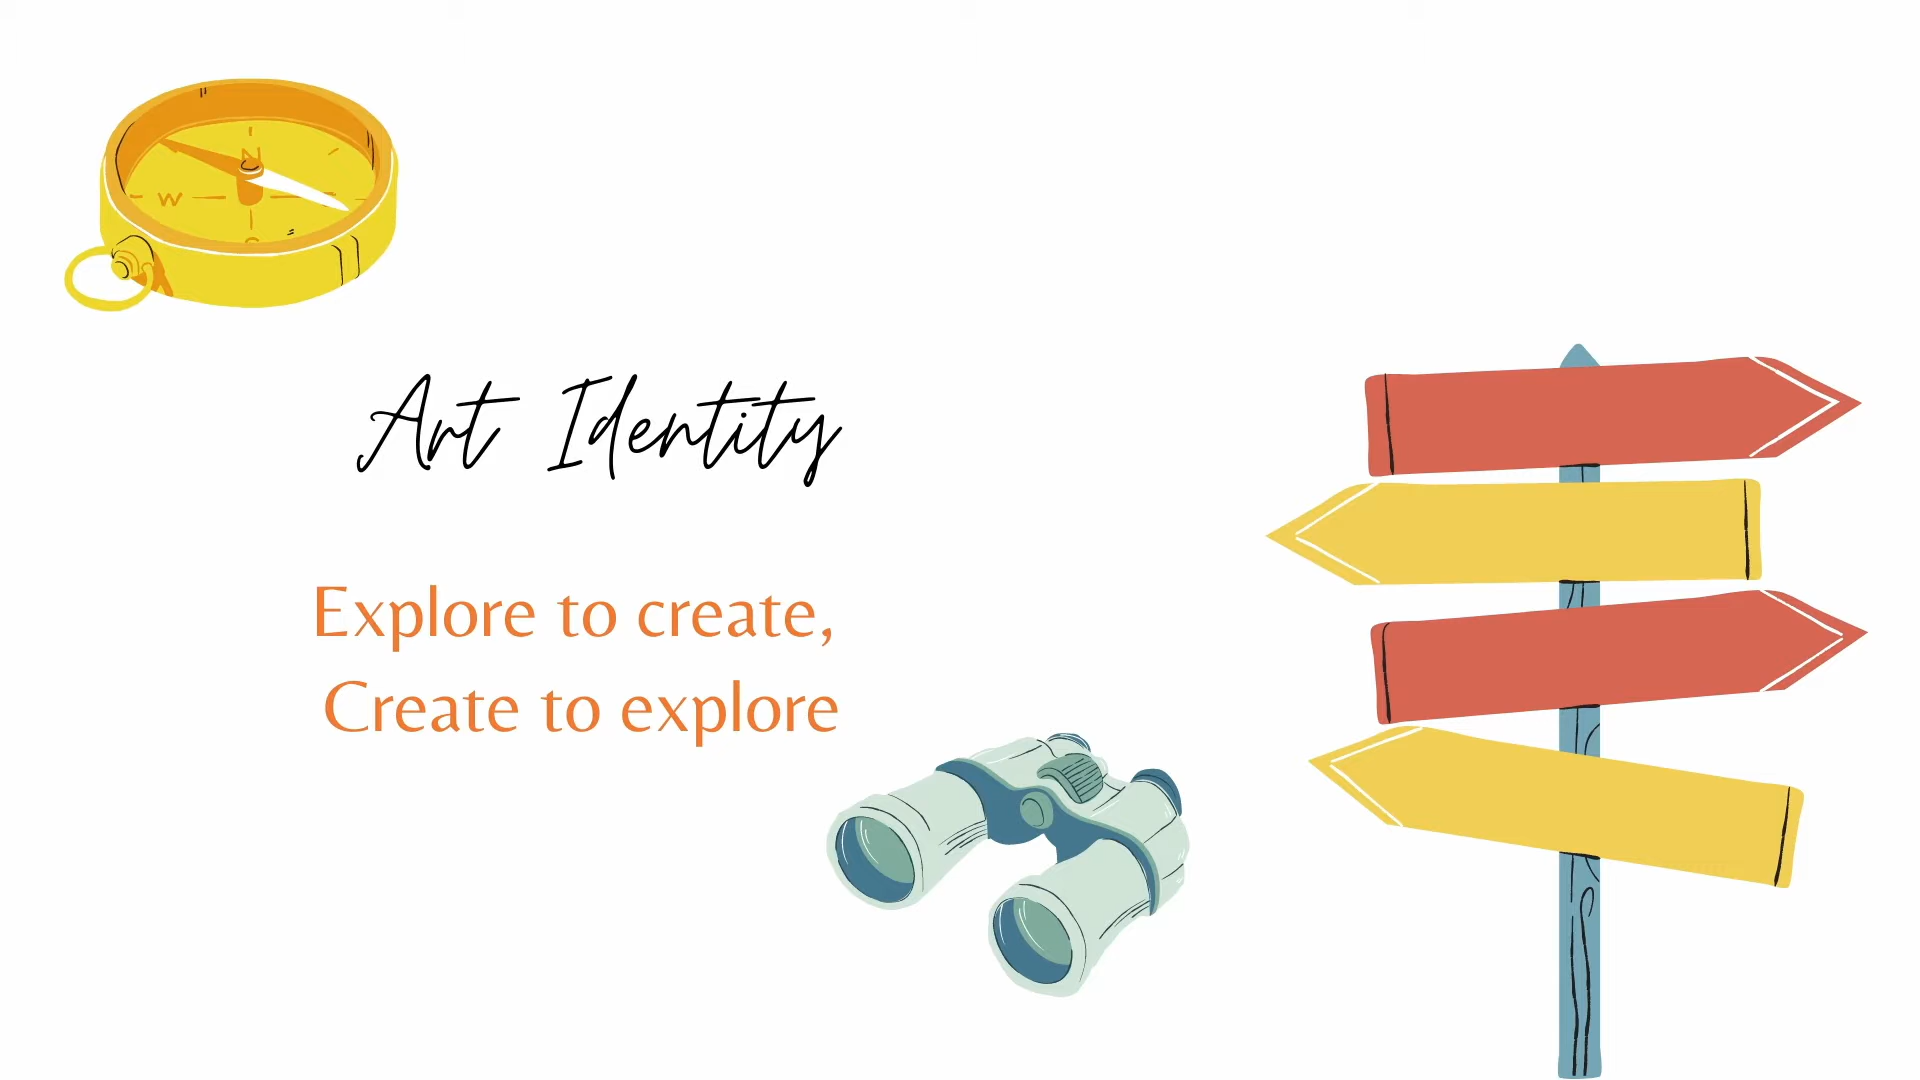 N
W
Art Identity
Explore to create,
Create to explore